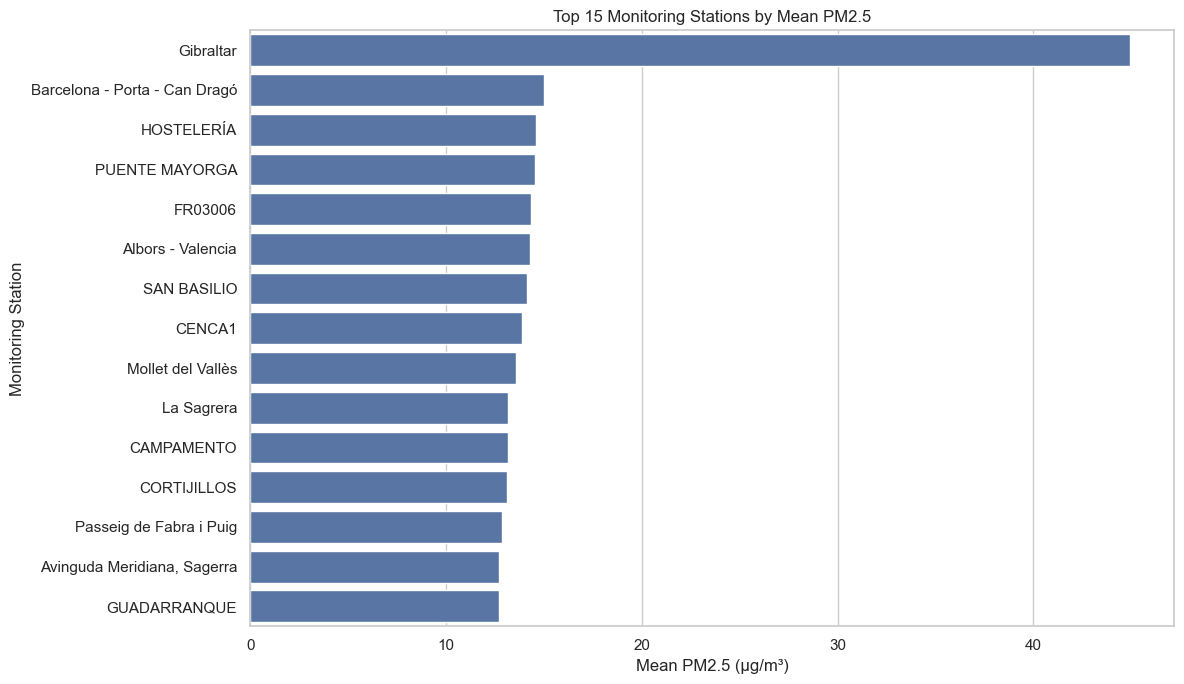 Top 15 Monitoring Stations by Mean PM2.5
Monitoring Station
Gibraltar
Barcelona - Porta - Can Dragó
HOSTELERÍA
PUENTE MAYORGA
FR03006
Albors - Valencia
SAN BASILIO
CENCA1
Mollet del Vallès
La Sagrera
CAMPAMENTO
CORTIJILLOS
Passeig de Fabra i Puig
Avinguda Meridiana, Sagerra
GUADARRANQUE
0 10 20 30 40
Mean PM2.5 (µg/m³)